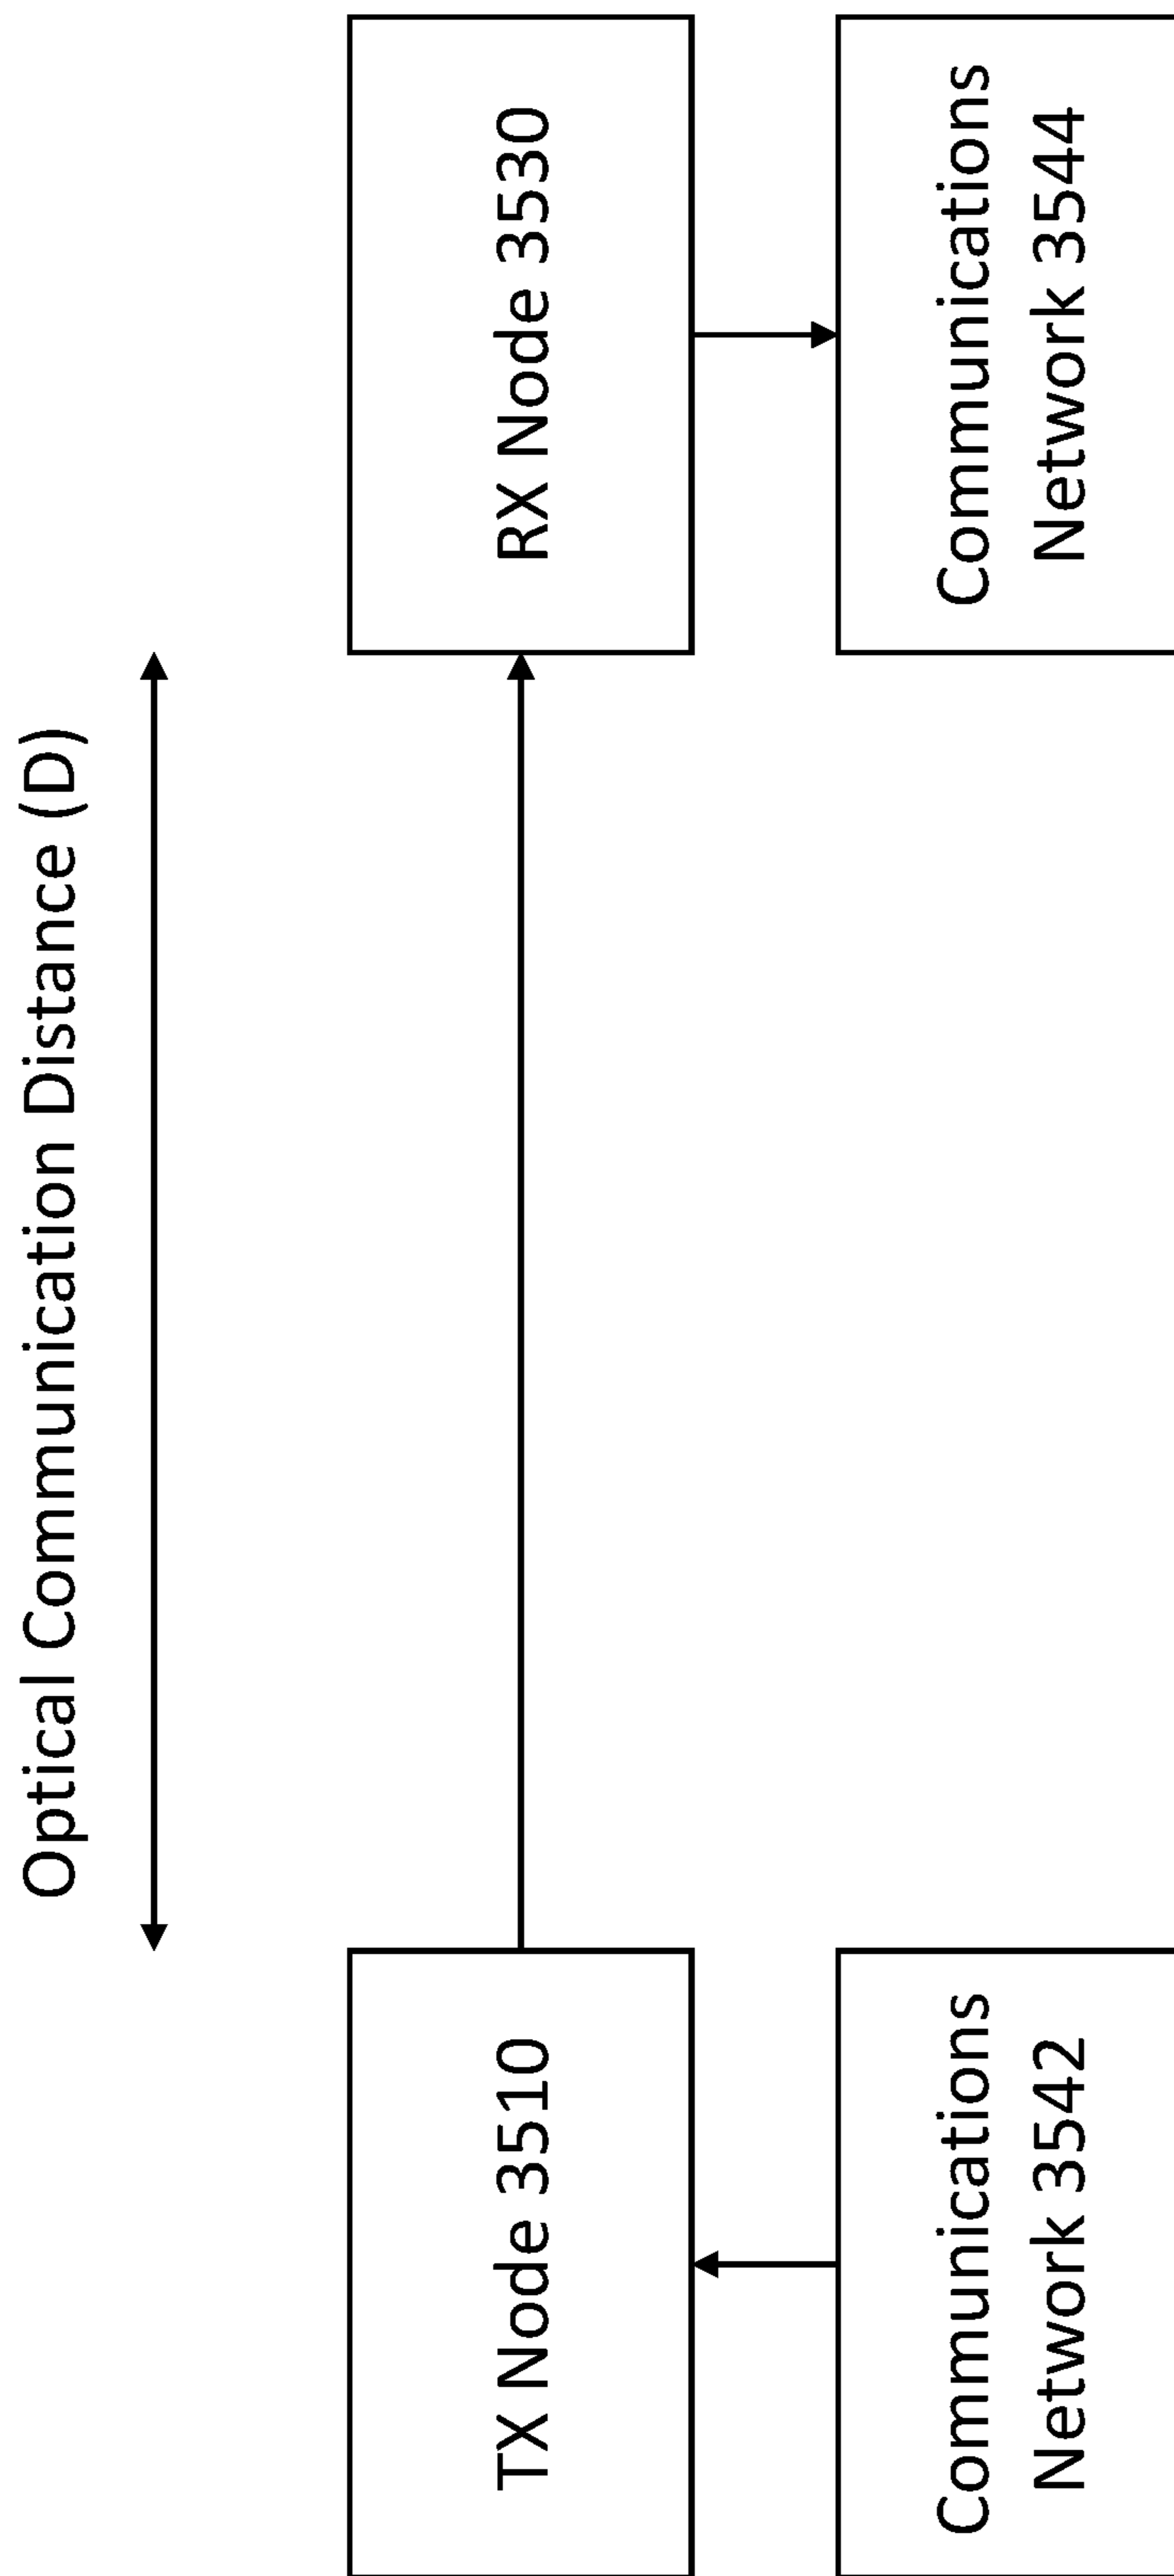 Optical Communication Distance (D)
TX Node 3510
RX Node 3530
Communications
Network 3542
Communications
Network 3544